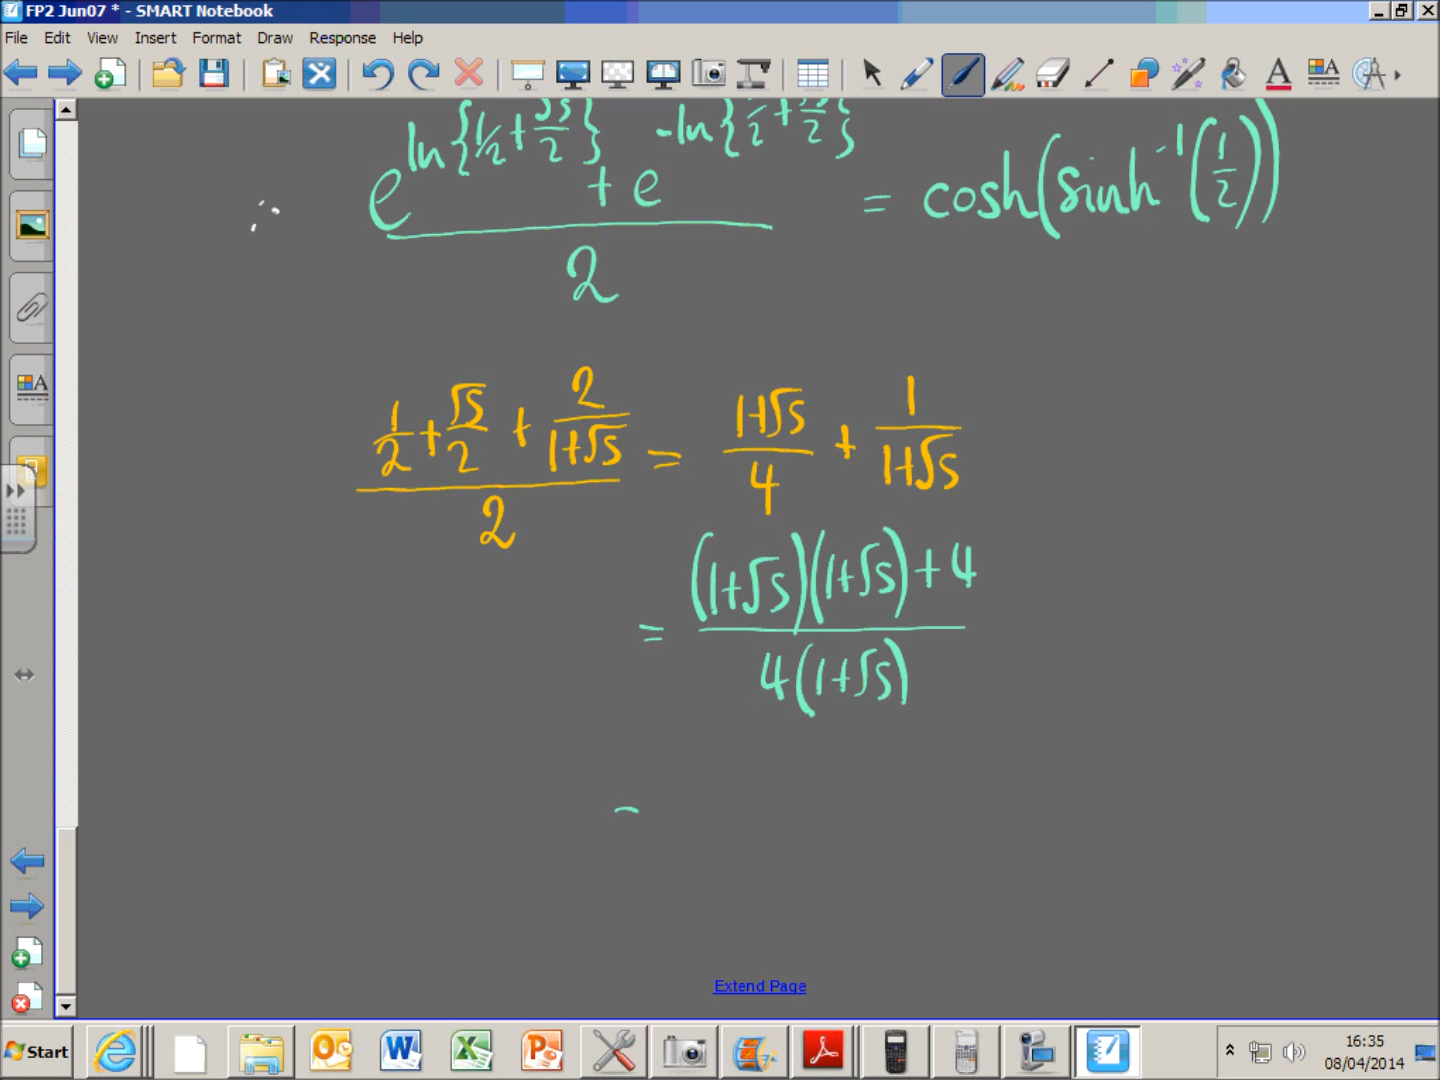 FP2 Jun07 * - SMART Notebook
File Edit View Insert Format Draw Response Help
∴ (e^(ln{1/2 + √5/2}) + e^(-ln{1/2 + √5/2}))/2 = cosh(sinh⁻¹(1/2))
(1/2 + √5/2 + 2/(1+√5))/2 = (1+√5)/4 + 1/(1+√5)
= ((1+√5)(1+√5)+4)/(4(1+√5))
Extend Page
Start
16:35
08/04/2014